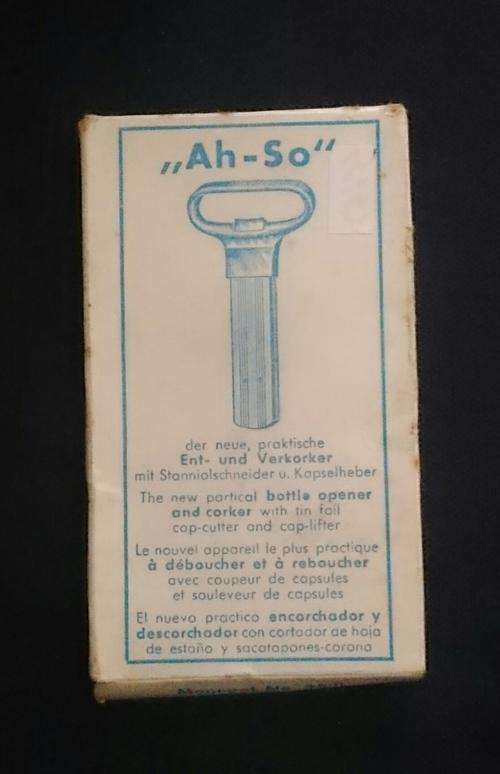 „Ah-So“
der neue, praktische
Ent- und Verkorker
mit Stanniolschneider u. Kapselheber
The new partical bottle opener
and corker with tin foil
cap-cutter and cap-lifter
Le nouvel appareil le plus practique
à déboucher et à reboucher
avec coupeur de capsules
et souleveur de capsules
El nuevo practico encorchador y
descorchador con cortador de hoja
de estaño y sacatapones-corona